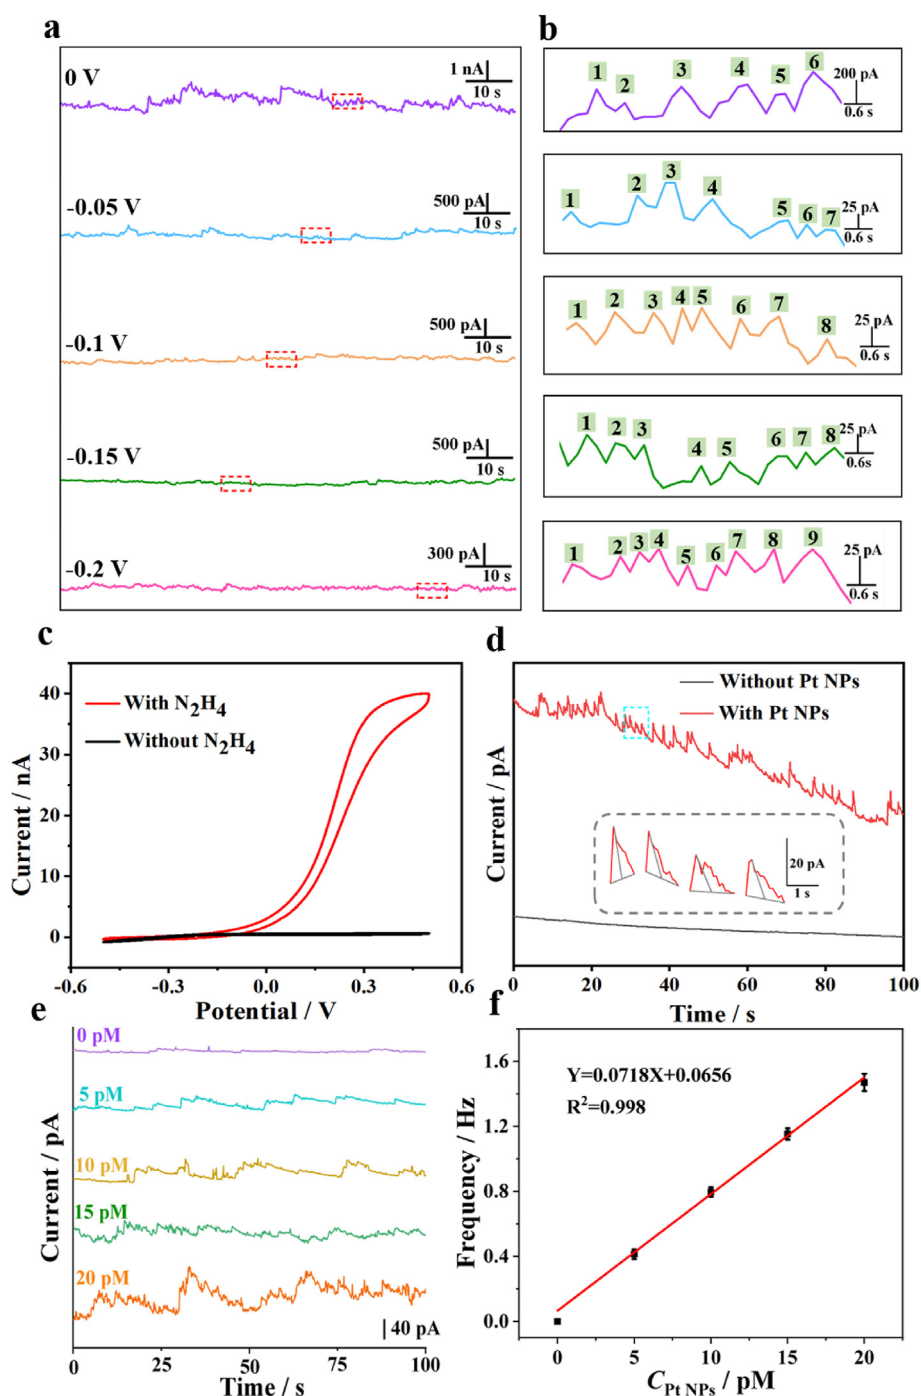 a
0 V
1 nA
10 s
-0.05 V
500 pA
10 s
-0.1 V
500 pA
10 s
-0.15 V
500 pA
10 s
-0.2 V
300 pA
10 s
b
1 2 3 4 5 6
200 pA
0.6 s
1 2 3 4 5 6 7
25 pA
0.6 s
1 2 3 4 5 6 7 8
25 pA
0.6 s
1 2 3 4 5 6 7 8
25 pA
0.6s
1 2 3 4 5 6 7 8 9
25 pA
0.6 s
c
With N₂H₄
Without N₂H₄
Current / nA
40
30
20
10
0
-0.6 -0.3 0.0 0.3 0.6
Potential / V
d
Without Pt NPs
With Pt NPs
Current / pA
20 pA
1 s
0 20 40 60 80 100
Time / s
e
0 pM
5 pM
10 pM
15 pM
20 pM
Current / pA
40 pA
0 25 50 75 100
Time / s
f
Y=0.0718X+0.0656
R²=0.998
Frequency / Hz
1.6
1.2
0.8
0.4
0.0
0 5 10 15 20
C Pt NPs / pM